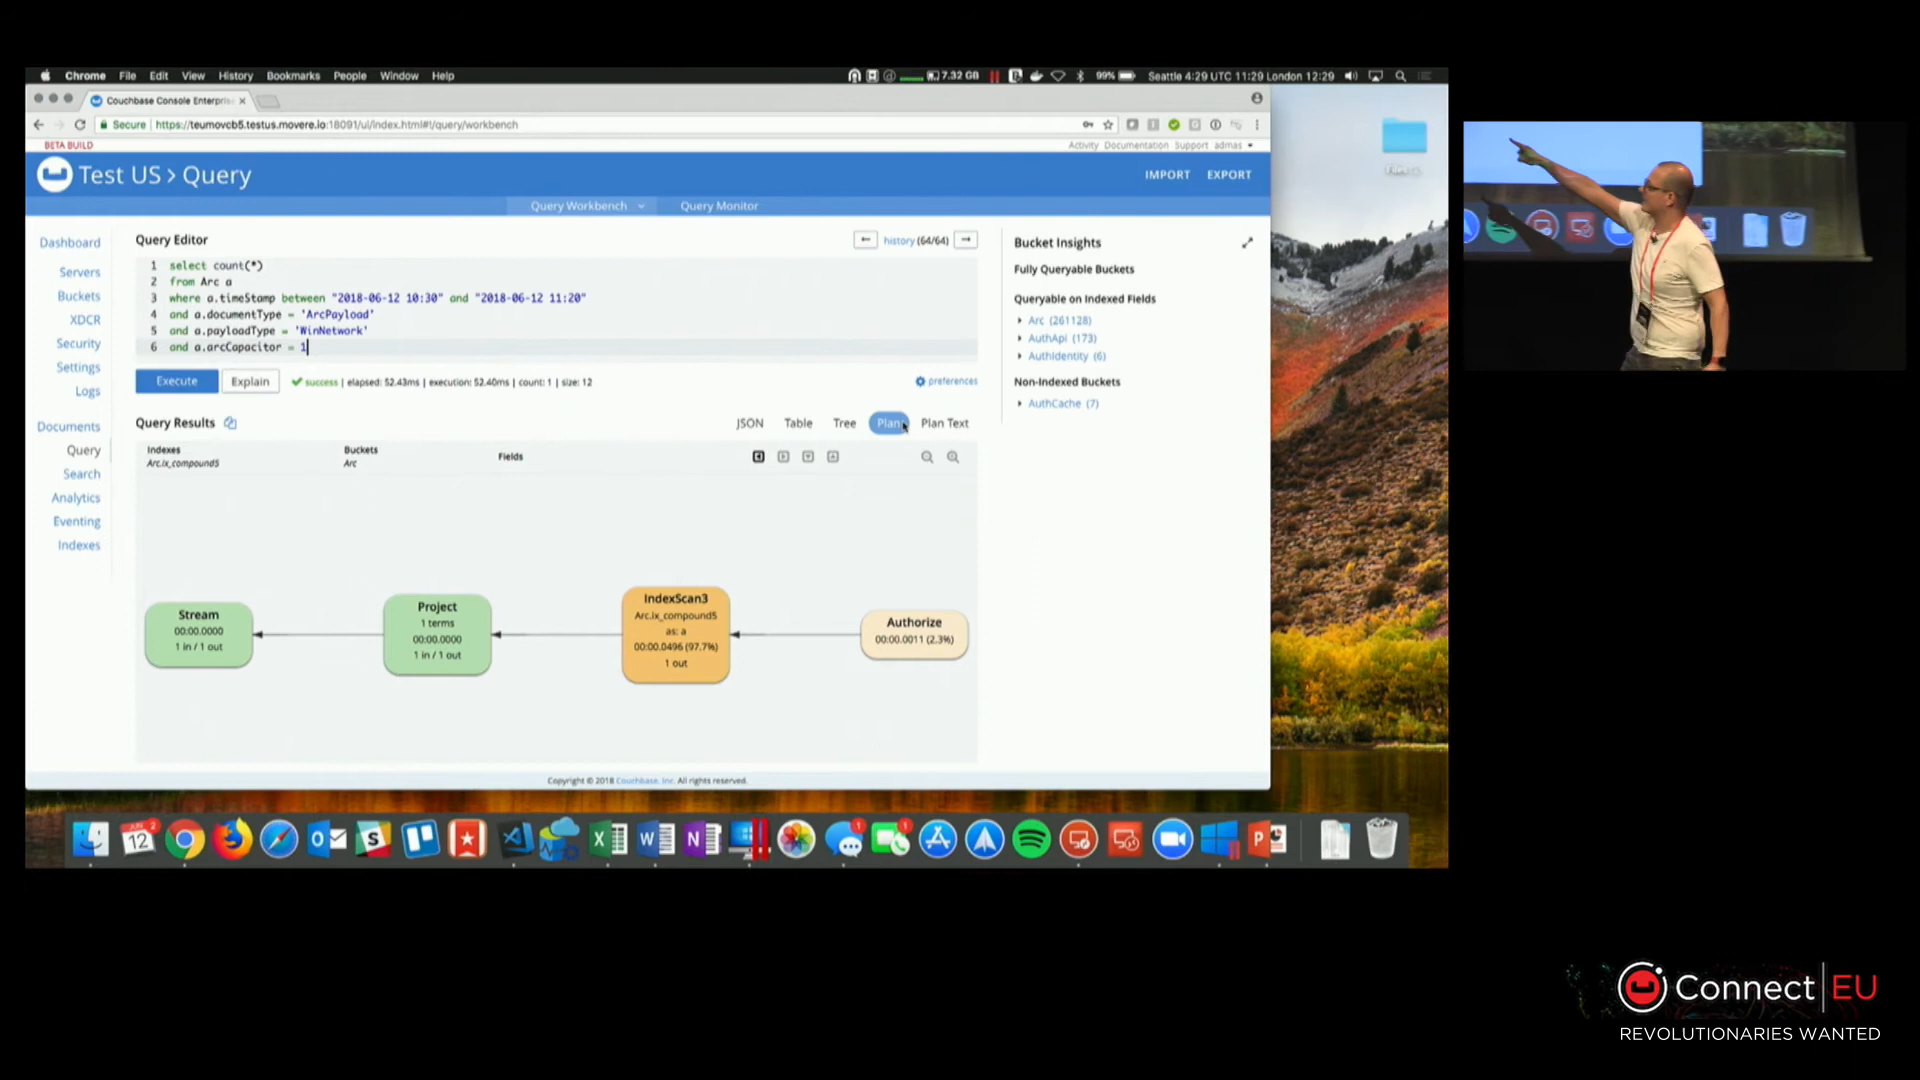 Chrome File Edit View History Bookmarks People Window Help
7.32 GB 99% Seattle 4:29 UTC 11:29 London 12:29
Couchbase Console Enterpris
Secure https://teumovcb5.testus.movere.io:18091/ui/index.html#!/query/workbench
BETA BUILD
Activity Documentation Support admas
Test US > Query
IMPORT EXPORT
Query Workbench Query Monitor
Dashboard
Servers
Buckets
XDCR
Security
Settings
Logs
Documents
Query
Search
Analytics
Eventing
Indexes
Query Editor
history (64/64)
1 select count(*)
2 from Arc a
3 where a.timeStamp between "2018-06-12 10:30" and "2018-06-12 11:20"
4 and a.documentType = 'ArcPayload'
5 and a.payloadType = 'WinNetwork'
6 and a.arcCapacitor = 1
Execute Explain success | elapsed: 52.43ms | execution: 52.40ms | count: 1 | size: 12
preferences
Query Results
JSON Table Tree Plan Plan Text
Indexes
Arc.ix_compound5
Buckets
Arc
Fields
Stream
00:00.0000
1 in / 1 out
Project
1 terms
00:00.0000
1 in / 1 out
IndexScan3
Arc.ix_compound5
as: a
00:00.0496 (97.7%)
1 out
Authorize
00:00.0011 (2.3%)
Bucket Insights
Fully Queryable Buckets
Queryable on Indexed Fields
Arc (261128)
AuthApi (173)
AuthIdentity (6)
Non-Indexed Buckets
AuthCache (7)
Copyright © 2018 Couchbase, Inc. All rights reserved.
JUN
12
2
1
1
Connect | EU
REVOLUTIONARIES WANTED